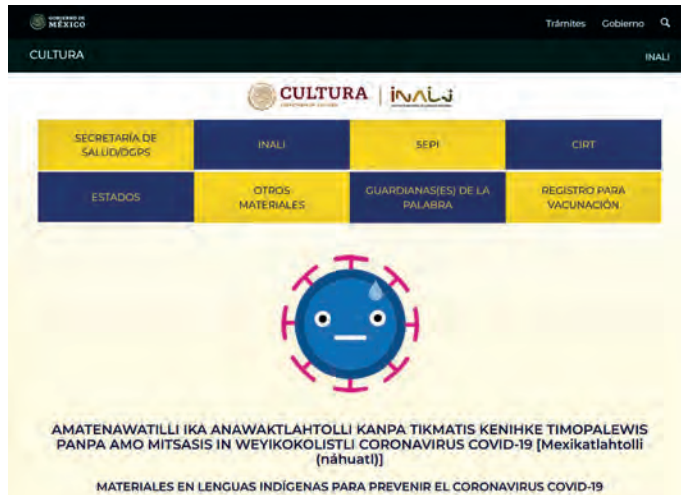 GOBIERNO DE
MÉXICO
Trámites Gobierno
CULTURA
INALI
CULTURA
INALI
SECRETARÍA DE
SALUD/DGPS
INALI
SEPI
CIRT
ESTADOS
OTROS
MATERIALES
GUARDIANAS(ES) DE LA
PALABRA
REGISTRO PARA
VACUNACIÓN
AMATENAWATILLI IKA ANAWAKTLAHTOLLI KANPA TIKMATIS KENIHKE TIMOPALEWIS
PANPA AMO MITSASIS IN WEYIKOKOLISTLI CORONAVIRUS COVID-19 [Mexikatlahtolli
(náhuatl)]
MATERIALES EN LENGUAS INDÍGENAS PARA PREVENIR EL CORONAVIRUS COVID-19